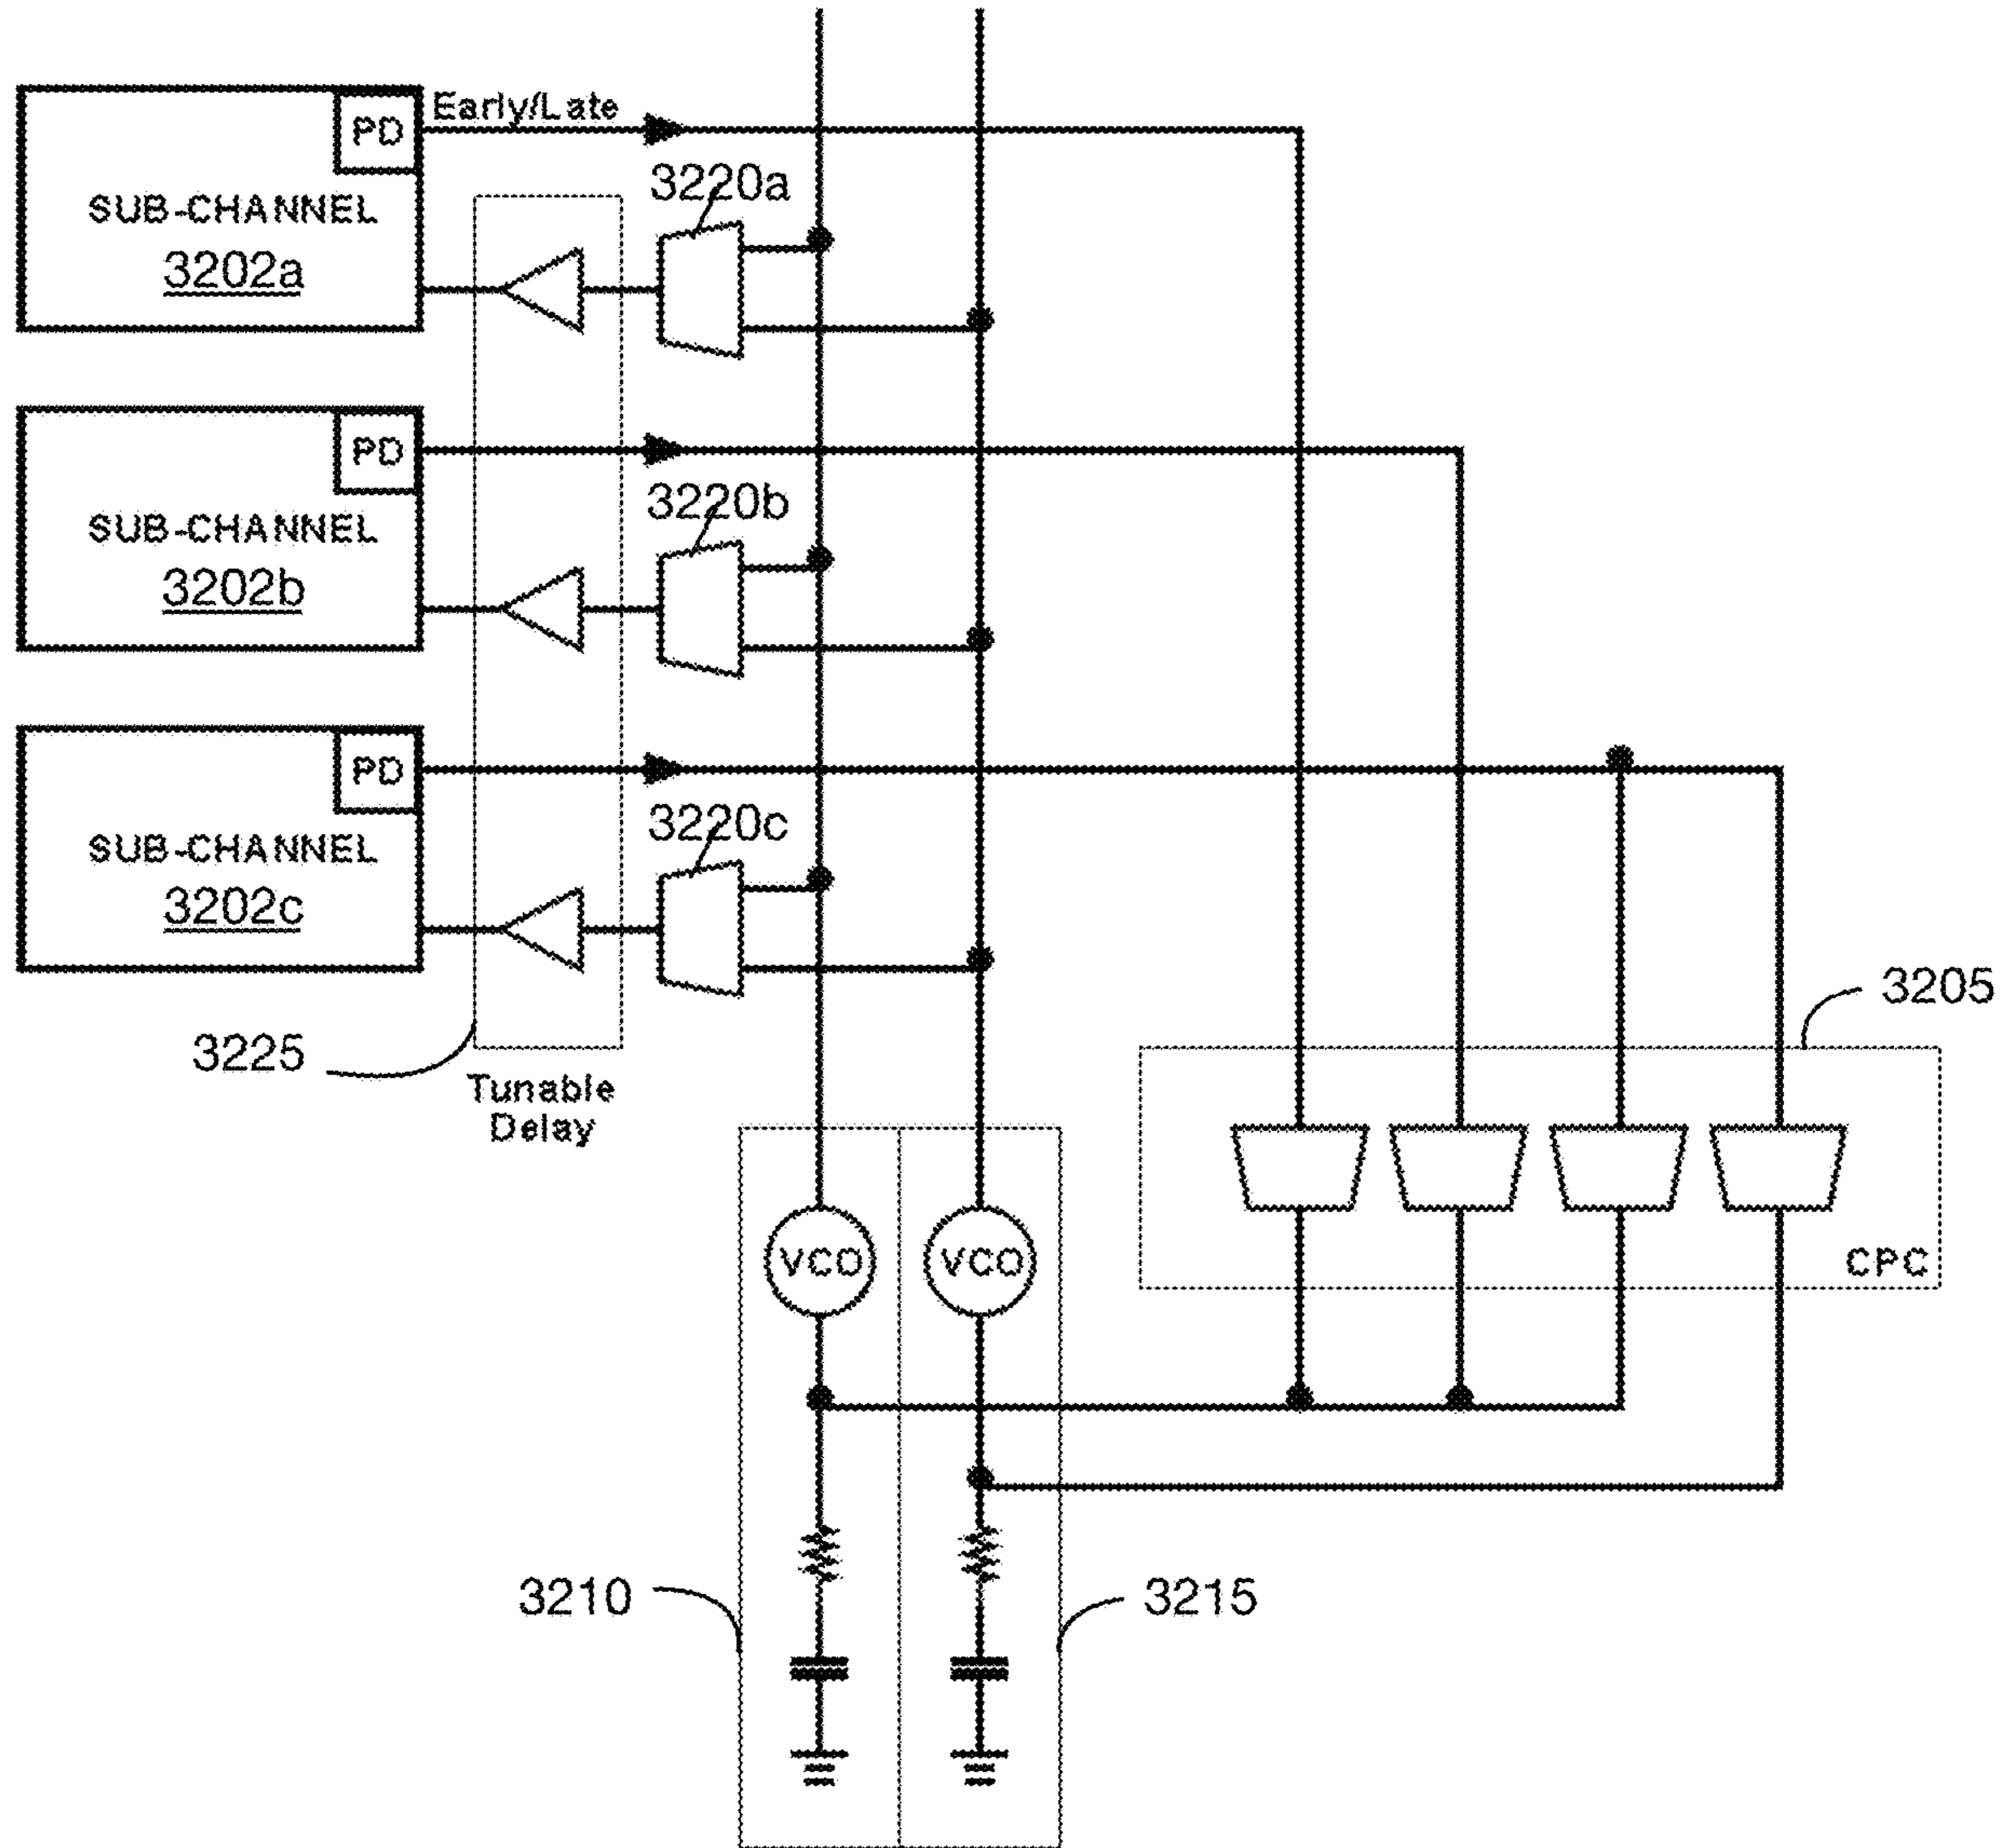 PD
Early/Late
3220a
SUB-CHANNEL
3202a
PD
3220b
SUB-CHANNEL
3202b
PD
3220c
SUB-CHANNEL
3202c
3205
3225
Tunable
Delay
VCO
VCO
CPC
3210
3215